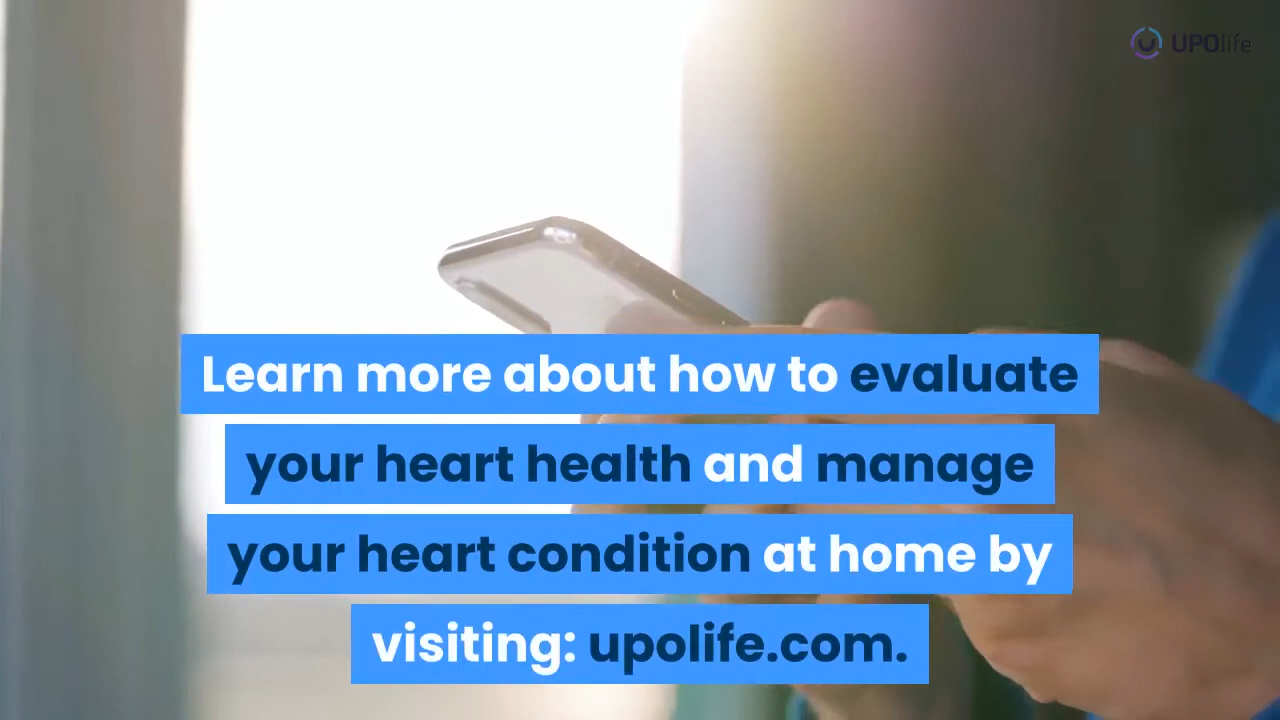 UPOlife
Learn more about how to evaluate
your heart health and manage
your heart condition at home by
visiting: upolife.com.